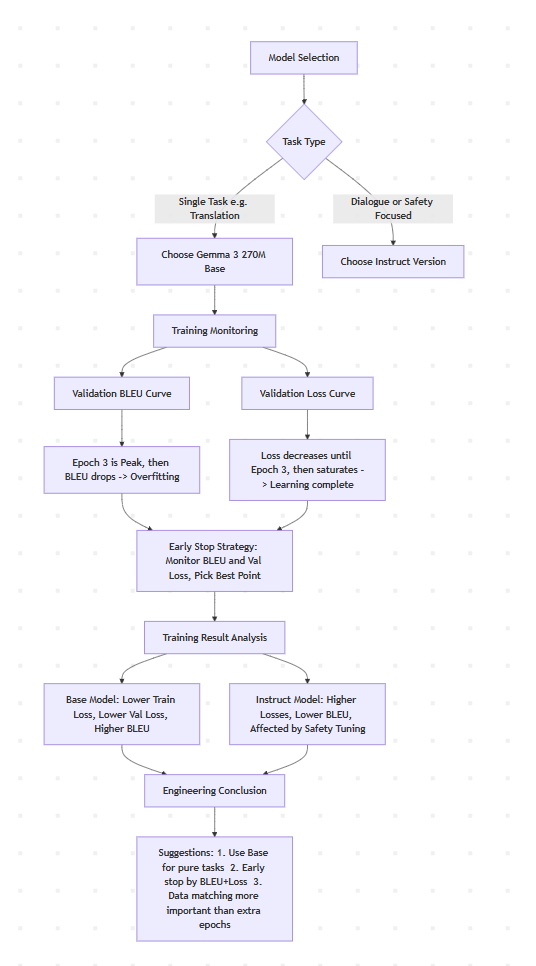 Model Selection
Task Type
Single Task e.g.
Translation
Dialogue or Safety
Focused
Choose Gemma 3 270M
Base
Choose Instruct Version
Training Monitoring
Validation BLEU Curve
Validation Loss Curve
Epoch 3 is Peak, then
BLEU drops -> Overfitting
Loss decreases until
Epoch 3, then saturates -
> Learning complete
Early Stop Strategy:
Monitor BLEU and Val
Loss, Pick Best Point
Training Result Analysis
Base Model: Lower Train
Loss, Lower Val Loss,
Higher BLEU
Instruct Model: Higher
Losses, Lower BLEU,
Affected by Safety Tuning
Engineering Conclusion
Suggestions: 1. Use Base
for pure tasks 2. Early
stop by BLEU+Loss 3.
Data matching more
important than extra
epochs